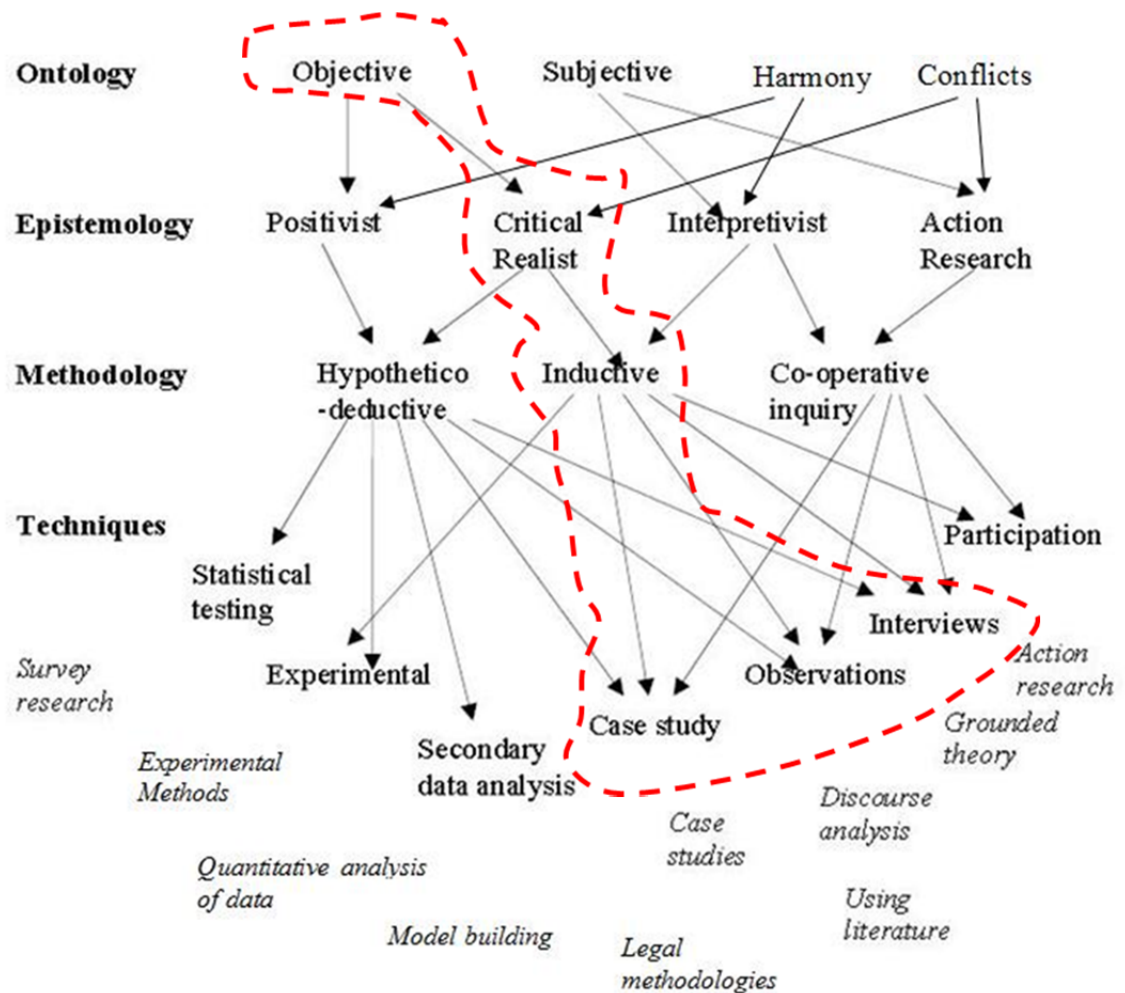 Ontology
Objective
Subjective
Harmony
Conflicts
Epistemology
Positivist
Critical
Realist
Interpretivist
Action
Research
Methodology
Hypothetico
-deductive
Inductive
Co-operative
inquiry
Techniques
Participation
Statistical
testing
Interviews
Experimental
Observations
Case study
Secondary
data analysis
Survey
research
Action
research
Grounded
theory
Experimental
Methods
Discourse
analysis
Case
studies
Quantitative analysis
of data
Using
literature
Model building
Legal
methodologies